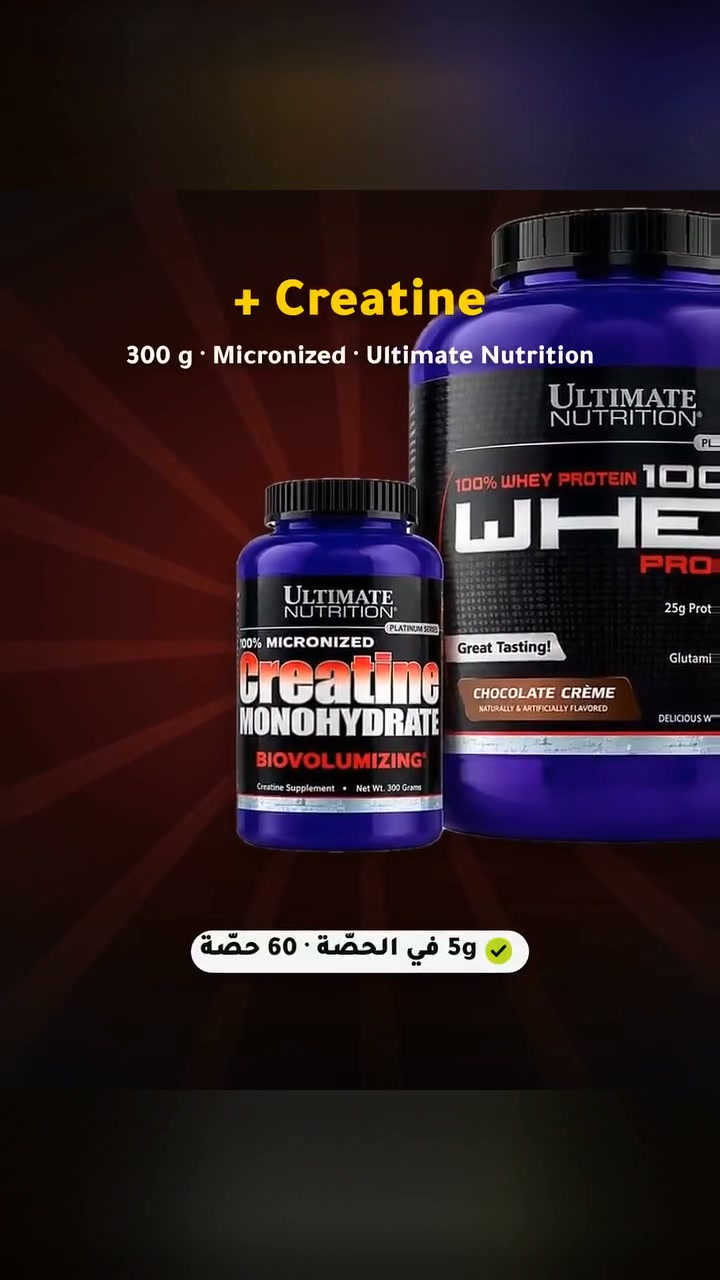 + Creatine
300 g · Micronized · Ultimate Nutrition
ULTIMATE
NUTRITION®
100% WHEY PROTEIN
PRO
25g Prot
Great Tasting!
Glutami
CHOCOLATE CRÈME
NATURALLY & ARTIFICIALLY FLAVORED
DELICIOUS
ULTIMATE
NUTRITION®
PLATINUM SERIES
100% MICRONIZED
Creatine
MONOHYDRATE
BIOVOLUMIZING®
Creatine Supplement • Net Wt. 300 Grams
5g في الحصّة · 60 حصّة